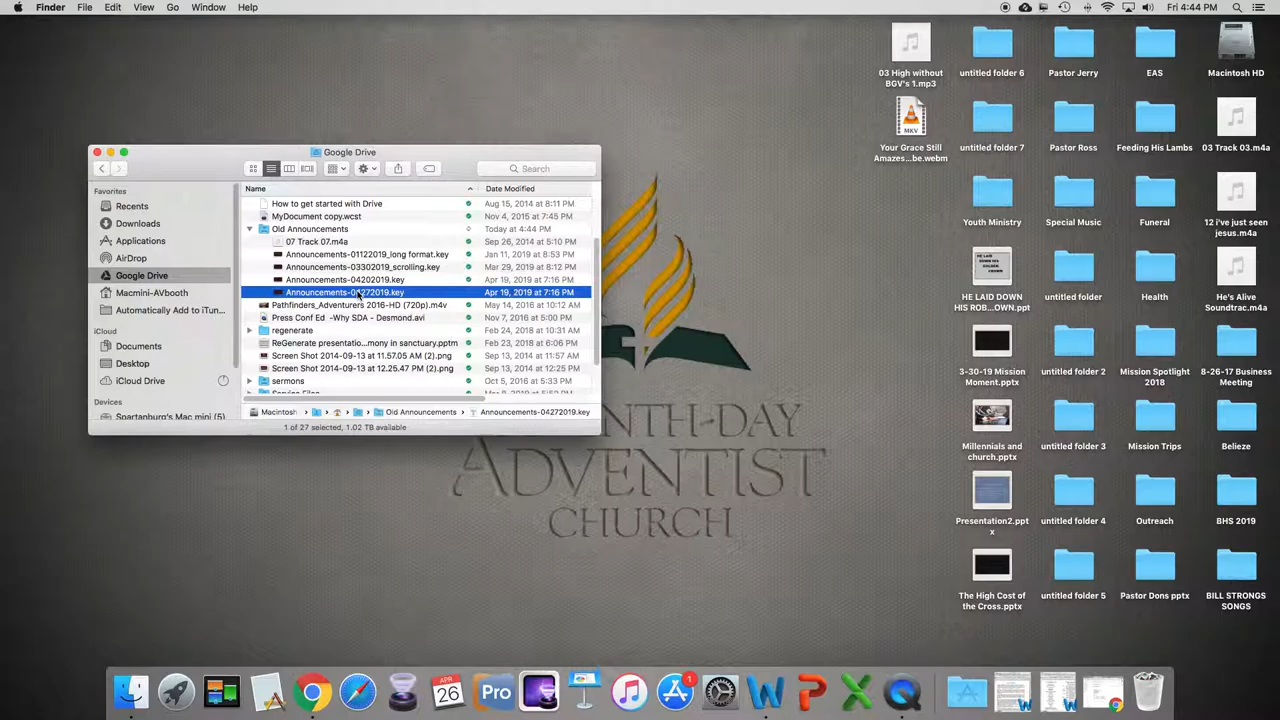 Finder File Edit View Go Window Help
Fri 4:44 PM
Google Drive
Search
Favorites
Recents
Downloads
Applications
AirDrop
Google Drive
Macmini-AVbooth
Automatically Add to iTun...
iCloud
Documents
Desktop
iCloud Drive
Devices
Spartanburg's Mac mini (5)
Name Date Modified
How to get started with Drive Aug 15, 2014 at 8:11 PM
MyDocument copy.wcst Nov 4, 2015 at 7:45 PM
Old Announcements Today at 4:44 PM
07 Track 07.m4a Sep 26, 2014 at 5:10 PM
Announcements-01122019_long format.key Jan 11, 2019 at 8:53 PM
Announcements-03302019_scrolling.key Mar 29, 2019 at 8:12 PM
Announcements-04202019.key Apr 19, 2019 at 7:16 PM
Announcements-04272019.key Apr 19, 2019 at 7:16 PM
Pathfinders_Adventurers 2016-HD (720p).m4v May 14, 2016 at 10:12 AM
Press Conf Ed -Why SDA - Desmond.avi Nov 7, 2016 at 5:00 PM
regenerate Feb 24, 2018 at 10:31 AM
ReGenerate presentatio...mony in sanctuary.pptm Feb 23, 2018 at 6:06 PM
Screen Shot 2014-09-13 at 11.57.05 AM (2).png Sep 13, 2014 at 11:57 AM
Screen Shot 2014-09-13 at 12.25.47 PM (2).png Sep 13, 2014 at 12:25 PM
sermons Oct 5, 2016 at 5:33 PM
Macintosh Old Announcements Announcements-04272019.key
1 of 27 selected, 1.02 TB available
NTH-DAY
ADVENTIST
CHURCH
03 High without
BGV's 1.mp3
untitled folder 6
Pastor Jerry
EAS
Macintosh HD
MKV
Your Grace Still
Amazes...be.webm
untitled folder 7
Pastor Ross
Feeding His Lambs
03 Track 03.m4a
Youth Ministry
Special Music
Funeral
12 i've just seen
jesus.m4a
HE LAID DOWN
HIS ROB...OWN.ppt
untitled folder
Health
He's Alive
Soundtrac.m4a
3-30-19 Mission
Moment.pptx
untitled folder 2
Mission Spotlight
2018
8-26-17 Business
Meeting
Millennials and
church.pptx
untitled folder 3
Mission Trips
Belieze
Presentation2.ppt
x
untitled folder 4
Outreach
BHS 2019
The High Cost of
the Cross.pptx
untitled folder 5
Pastor Dons pptx
BILL STRONGS
SONGS
APR
26
Pro
1